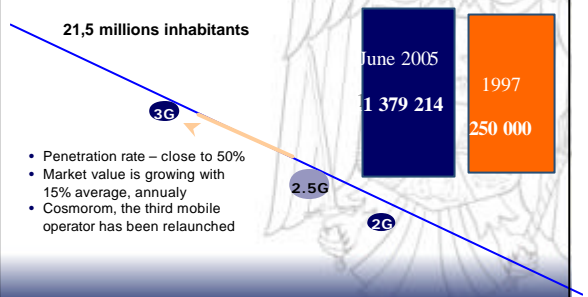 21,5 millions inhabitants
June 2005
11 379 214
1997
250 000
3G
• Penetration rate – close to 50%
• Market value is growing with
15% average, annualy
• Cosmorom, the third mobile
operator has been relaunched
2.5G
2G